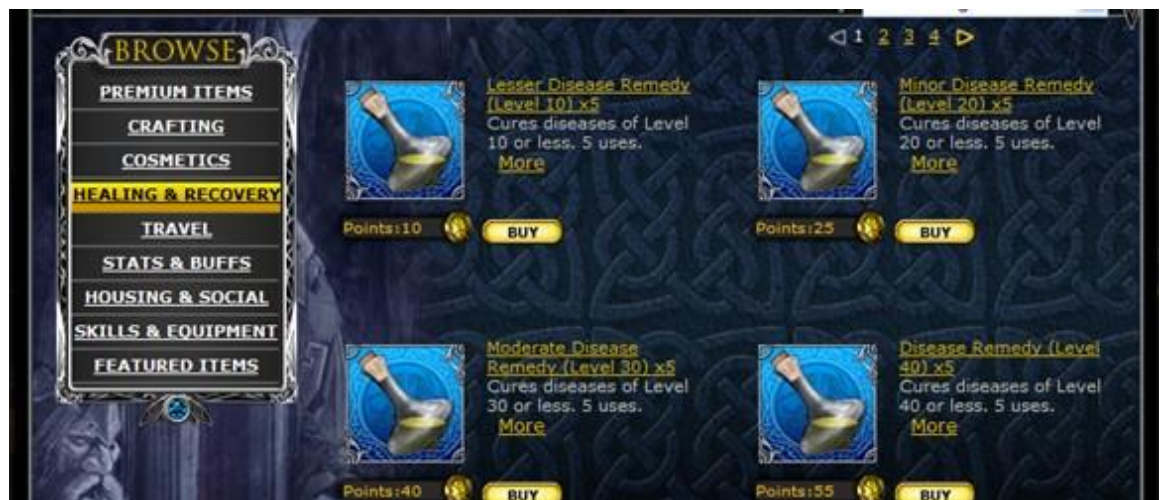 BROWSE
PREMIUM ITEMS
CRAFTING
COSMETICS
HEALING & RECOVERY
TRAVEL
STATS & BUFFS
HOUSING & SOCIAL
SKILLS & EQUIPMENT
FEATURED ITEMS
1 2 3 4
Lesser Disease Remedy
(Level 10) x5
Cures diseases of Level
10 or less. 5 uses.
More
Points:10
BUY
Minor Disease Remedy
(Level 20) x5
Cures diseases of Level
20 or less. 5 uses.
More
Points:25
BUY
Moderate Disease
Remedy (Level 30) x5
Cures diseases of Level
30 or less. 5 uses.
More
Points:40
BUY
Disease Remedy (Level
40) x5
Cures diseases of Level
40 or less. 5 uses.
More
Points:55
BUY